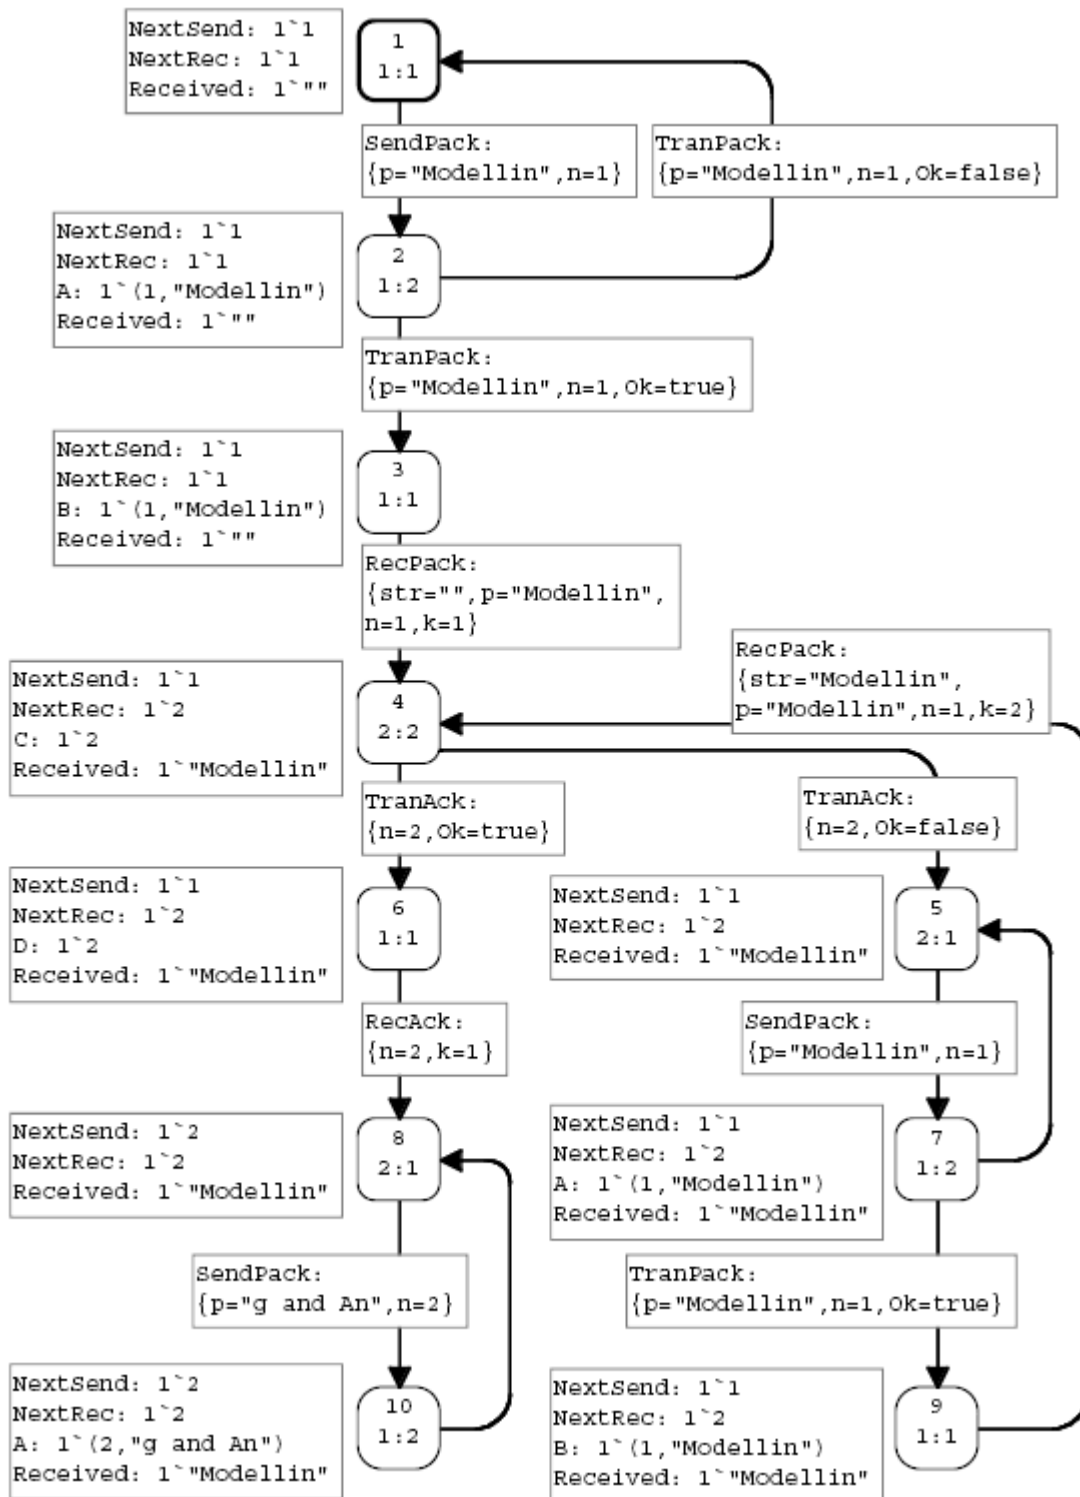 NextSend: 1`1
NextRec: 1`1
Received: 1`""
1
1:1
SendPack:
{p="Modellin",n=1}
TranPack:
{p="Modellin",n=1,Ok=false}
NextSend: 1`1
NextRec: 1`1
A: 1`(1,"Modellin")
Received: 1`""
2
1:2
TranPack:
{p="Modellin",n=1,Ok=true}
NextSend: 1`1
NextRec: 1`1
B: 1`(1,"Modellin")
Received: 1`""
3
1:1
RecPack:
{str="",p="Modellin",
n=1,k=1}
RecPack:
{str="Modellin",
p="Modellin",n=1,k=2}
NextSend: 1`1
NextRec: 1`2
C: 1`2
Received: 1`"Modellin"
4
2:2
TranAck:
{n=2,Ok=true}
TranAck:
{n=2,Ok=false}
NextSend: 1`1
NextRec: 1`2
D: 1`2
Received: 1`"Modellin"
6
1:1
NextSend: 1`1
NextRec: 1`2
Received: 1`"Modellin"
5
2:1
RecAck:
{n=2,k=1}
SendPack:
{p="Modellin",n=1}
NextSend: 1`2
NextRec: 1`2
Received: 1`"Modellin"
8
2:1
NextSend: 1`1
NextRec: 1`2
A: 1`(1,"Modellin")
Received: 1`"Modellin"
7
1:2
SendPack:
{p="g and An",n=2}
TranPack:
{p="Modellin",n=1,Ok=true}
NextSend: 1`2
NextRec: 1`2
A: 1`(2,"g and An")
Received: 1`"Modellin"
10
1:2
NextSend: 1`1
NextRec: 1`2
B: 1`(1,"Modellin")
Received: 1`"Modellin"
9
1:1